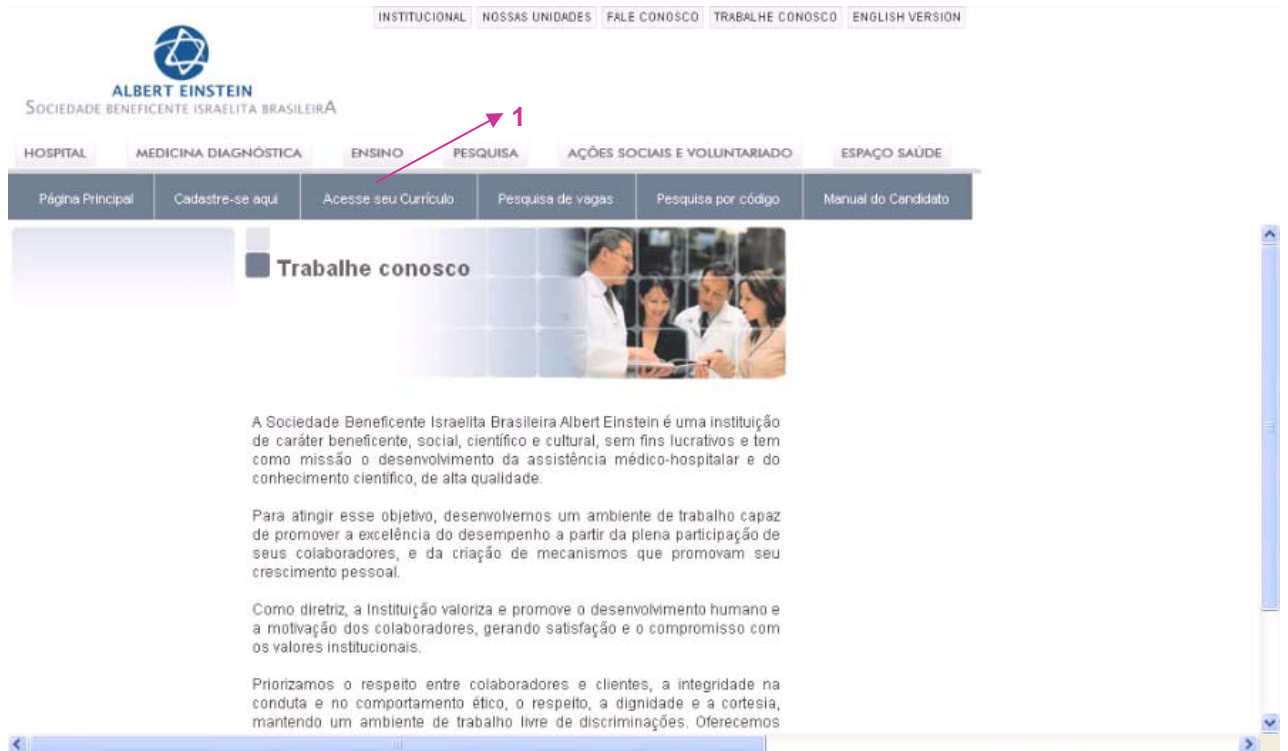 INSTITUCIONAL NOSSAS UNIDADES FALE CONOSCO TRABALHE CONOSCO ENGLISH VERSION
ALBERT EINSTEIN
SOCIEDADE BENEFICENTE ISRAELITA BRASILEIRA
1
HOSPITAL MEDICINA DIAGNÓSTICA ENSINO PESQUISA AÇÕES SOCIAIS E VOLUNTARIADO ESPAÇO SAÚDE
Página Principal Cadastre-se aqui Acesse seu Currículo Pesquisa de vagas Pesquisa por código Manual do Candidato
Trabalhe conosco
A Sociedade Beneficente Israelita Brasileira Albert Einstein é uma instituição
de caráter beneficente, social, científico e cultural, sem fins lucrativos e tem
como missão o desenvolvimento da assistência médico-hospitalar e do
conhecimento científico, de alta qualidade.
Para atingir esse objetivo, desenvolvemos um ambiente de trabalho capaz
de promover a excelência do desempenho a partir da plena participação de
seus colaboradores, e da criação de mecanismos que promovam seu
crescimento pessoal.
Como diretriz, a Instituição valoriza e promove o desenvolvimento humano e
a motivação dos colaboradores, gerando satisfação e o compromisso com
os valores institucionais.
Priorizamos o respeito entre colaboradores e clientes, a integridade na
conduta e no comportamento ético, o respeito, a dignidade e a cortesia,
mantendo um ambiente de trabalho livre de discriminações. Oferecemos